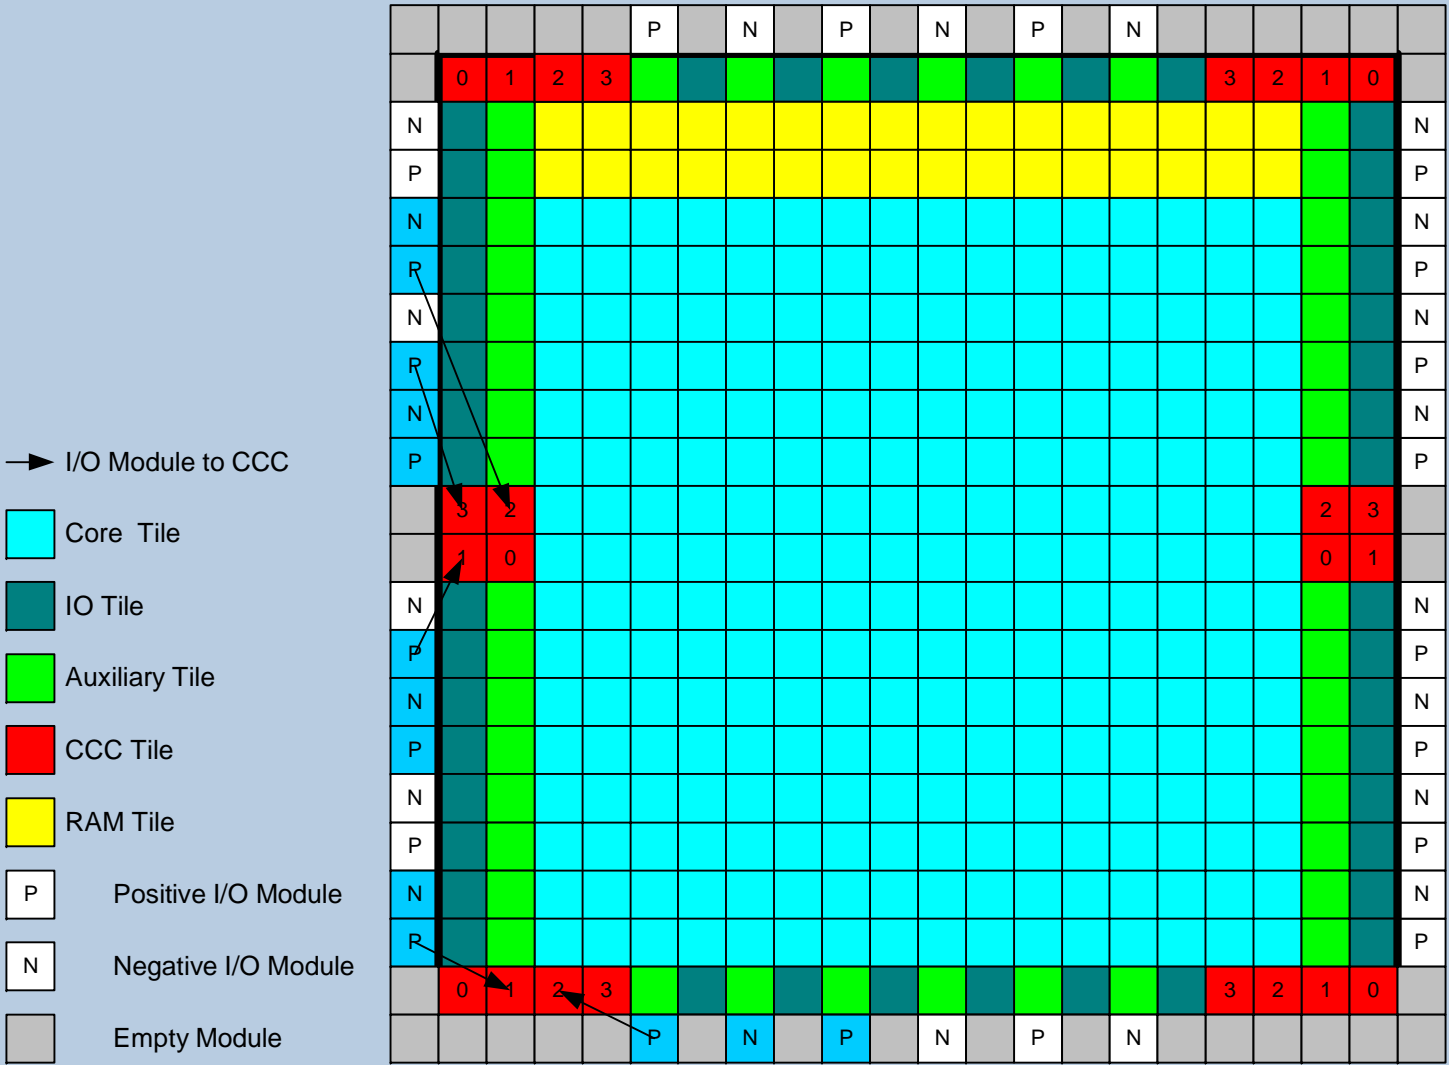 P N P N P N
0 1 2 3 3 2 1 0
N N
P P
N N
P P
N N
P P
N N
P P
3 2 2 3
1 0 0 1
N N
P P
N N
P P
N N
P P
N N
P P
0 1 2 3 3 2 1 0
P N P N P N
I/O Module to CCC
Core Tile
IO Tile
Auxiliary Tile
CCC Tile
RAM Tile
P Positive I/O Module
N Negative I/O Module
Empty Module